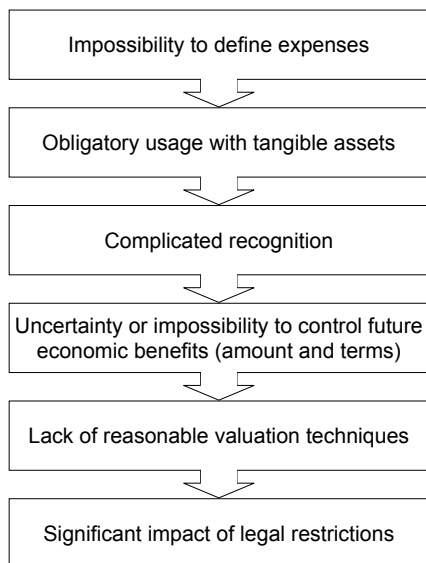 Impossibility to define expenses
Obligatory usage with tangible assets
Complicated recognition
Uncertainty or impossibility to control future
economic benefits (amount and terms)
Lack of reasonable valuation techniques
Significant impact of legal restrictions